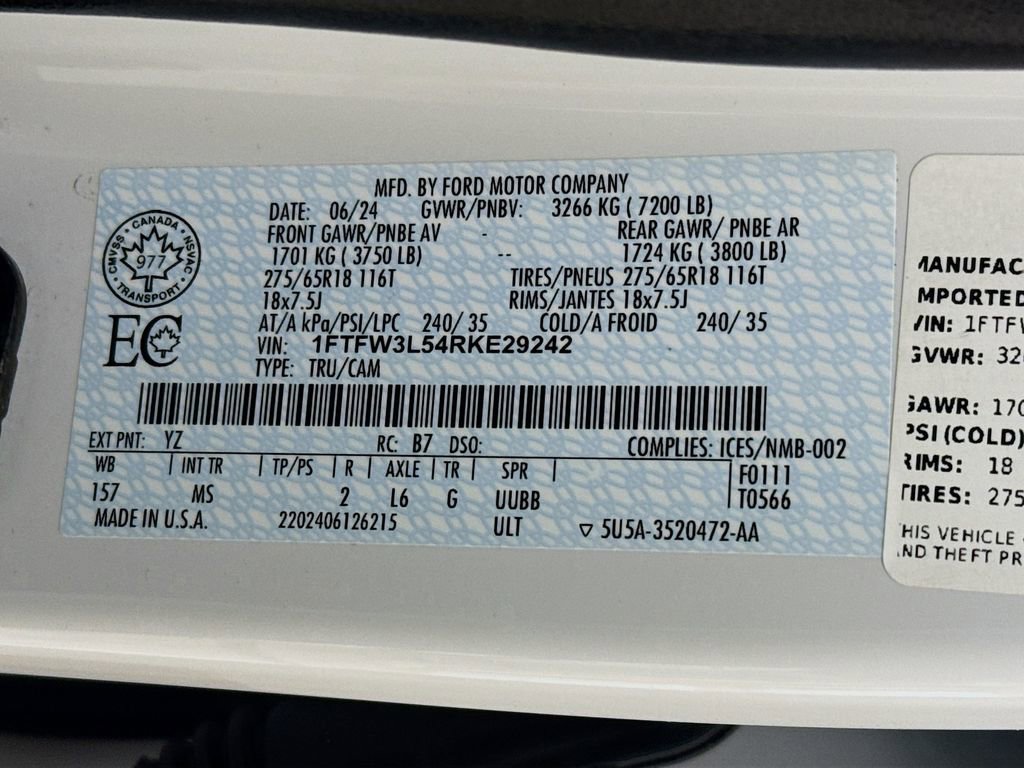 MFD. BY FORD MOTOR COMPANY
DATE: 06/24 GVWR/PNBV: 3266 KG ( 7200 LB)
FRONT GAWR/PNBE AV - REAR GAWR/ PNBE AR
1701 KG ( 3750 LB) -- 1724 KG ( 3800 LB)
275/65R18 116T TIRES/PNEUS 275/65R18 116T
18x7.5J RIMS/JANTES 18x7.5J
AT/A kPa/PSI/LPC 240/ 35 COLD/A FROID 240/ 35
VIN: 1FTFW3L54RKE29242
TYPE: TRU/CAM
CANADA
CMVSS
NSVAC
977
TRANSPORT
EC
EXT PNT: YZ RC: B7 DSO: COMPLIES: ICES/NMB-002
WB | INT TR | TP/PS | R | AXLE | TR | SPR | F0111
157 MS 2 L6 G UUBB T0566
MADE IN U.S.A. 2202406126215 ULT ▽ 5U5A-3520472-AA
MANUFAC
MPORTED
VIN: 1FTFW
GVWR: 326
GAWR: 170
PSI (COLD)
RIMS: 18
TIRES: 275
HIS VEHICLE
ND THEFT PR